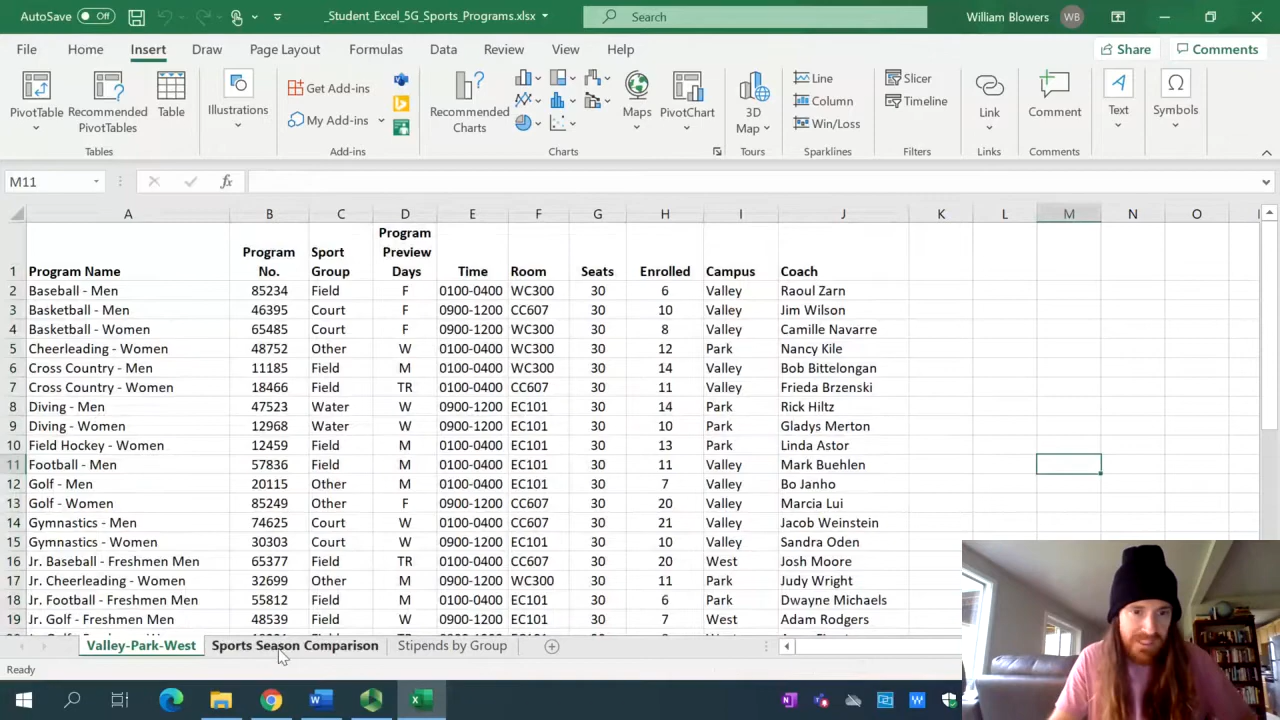 AutoSave Off _Student_Excel_5G_Sports_Programs.xlsx Search William Blowers WB
File Home Insert Draw Page Layout Formulas Data Review View Help Share Comments
PivotTable Recommended PivotTables Table Illustrations Get Add-ins My Add-ins Recommended Charts Maps PivotChart 3D Map Line Column Win/Loss Slicer Timeline Link Comment Text Symbols
Tables Add-ins Charts Tours Sparklines Filters Links Comments
M11 fx
A B C D E F G H I J K L M N O
1 Program Name Program No. Sport Group Program Preview Days Time Room Seats Enrolled Campus Coach
2 Baseball - Men 85234 Field F 0100-0400 WC300 30 6 Valley Raoul Zarn
3 Basketball - Men 46395 Court F 0900-1200 CC607 30 10 Valley Jim Wilson
4 Basketball - Women 65485 Court F 0900-1200 WC300 30 8 Valley Camille Navarre
5 Cheerleading - Women 48752 Other W 0100-0400 WC300 30 12 Park Nancy Kile
6 Cross Country - Men 11185 Field M 0100-0400 WC300 30 14 Valley Bob Bittelongan
7 Cross Country - Women 18466 Field TR 0100-0400 CC607 30 11 Valley Frieda Brzenski
8 Diving - Men 47523 Water W 0900-1200 EC101 30 14 Park Rick Hiltz
9 Diving - Women 12968 Water W 0900-1200 EC101 30 10 Park Gladys Merton
10 Field Hockey - Women 12459 Field M 0100-0400 EC101 30 13 Park Linda Astor
11 Football - Men 57836 Field M 0100-0400 EC101 30 11 Valley Mark Buehlen
12 Golf - Men 20115 Other M 0100-0400 EC101 30 7 Valley Bo Janho
13 Golf - Women 85249 Other F 0900-1200 CC607 30 20 Valley Marcia Lui
14 Gymnastics - Men 74625 Court W 0100-0400 CC607 30 21 Valley Jacob Weinstein
15 Gymnastics - Women 30303 Court W 0100-0400 CC607 30 10 Valley Sandra Oden
16 Jr. Baseball - Freshmen Men 65377 Field TR 0100-0400 EC101 30 20 West Josh Moore
17 Jr. Cheerleading - Women 32699 Other M 0900-1200 WC300 30 11 Park Judy Wright
18 Jr. Football - Freshmen Men 55812 Field M 0100-0400 EC101 30 6 Park Dwayne Michaels
19 Jr. Golf - Freshmen Men 48539 Other W 0900-1200 EC101 30 7 West Adam Rodgers
Valley-Park-West Sports Season Comparison Stipends by Group
Ready